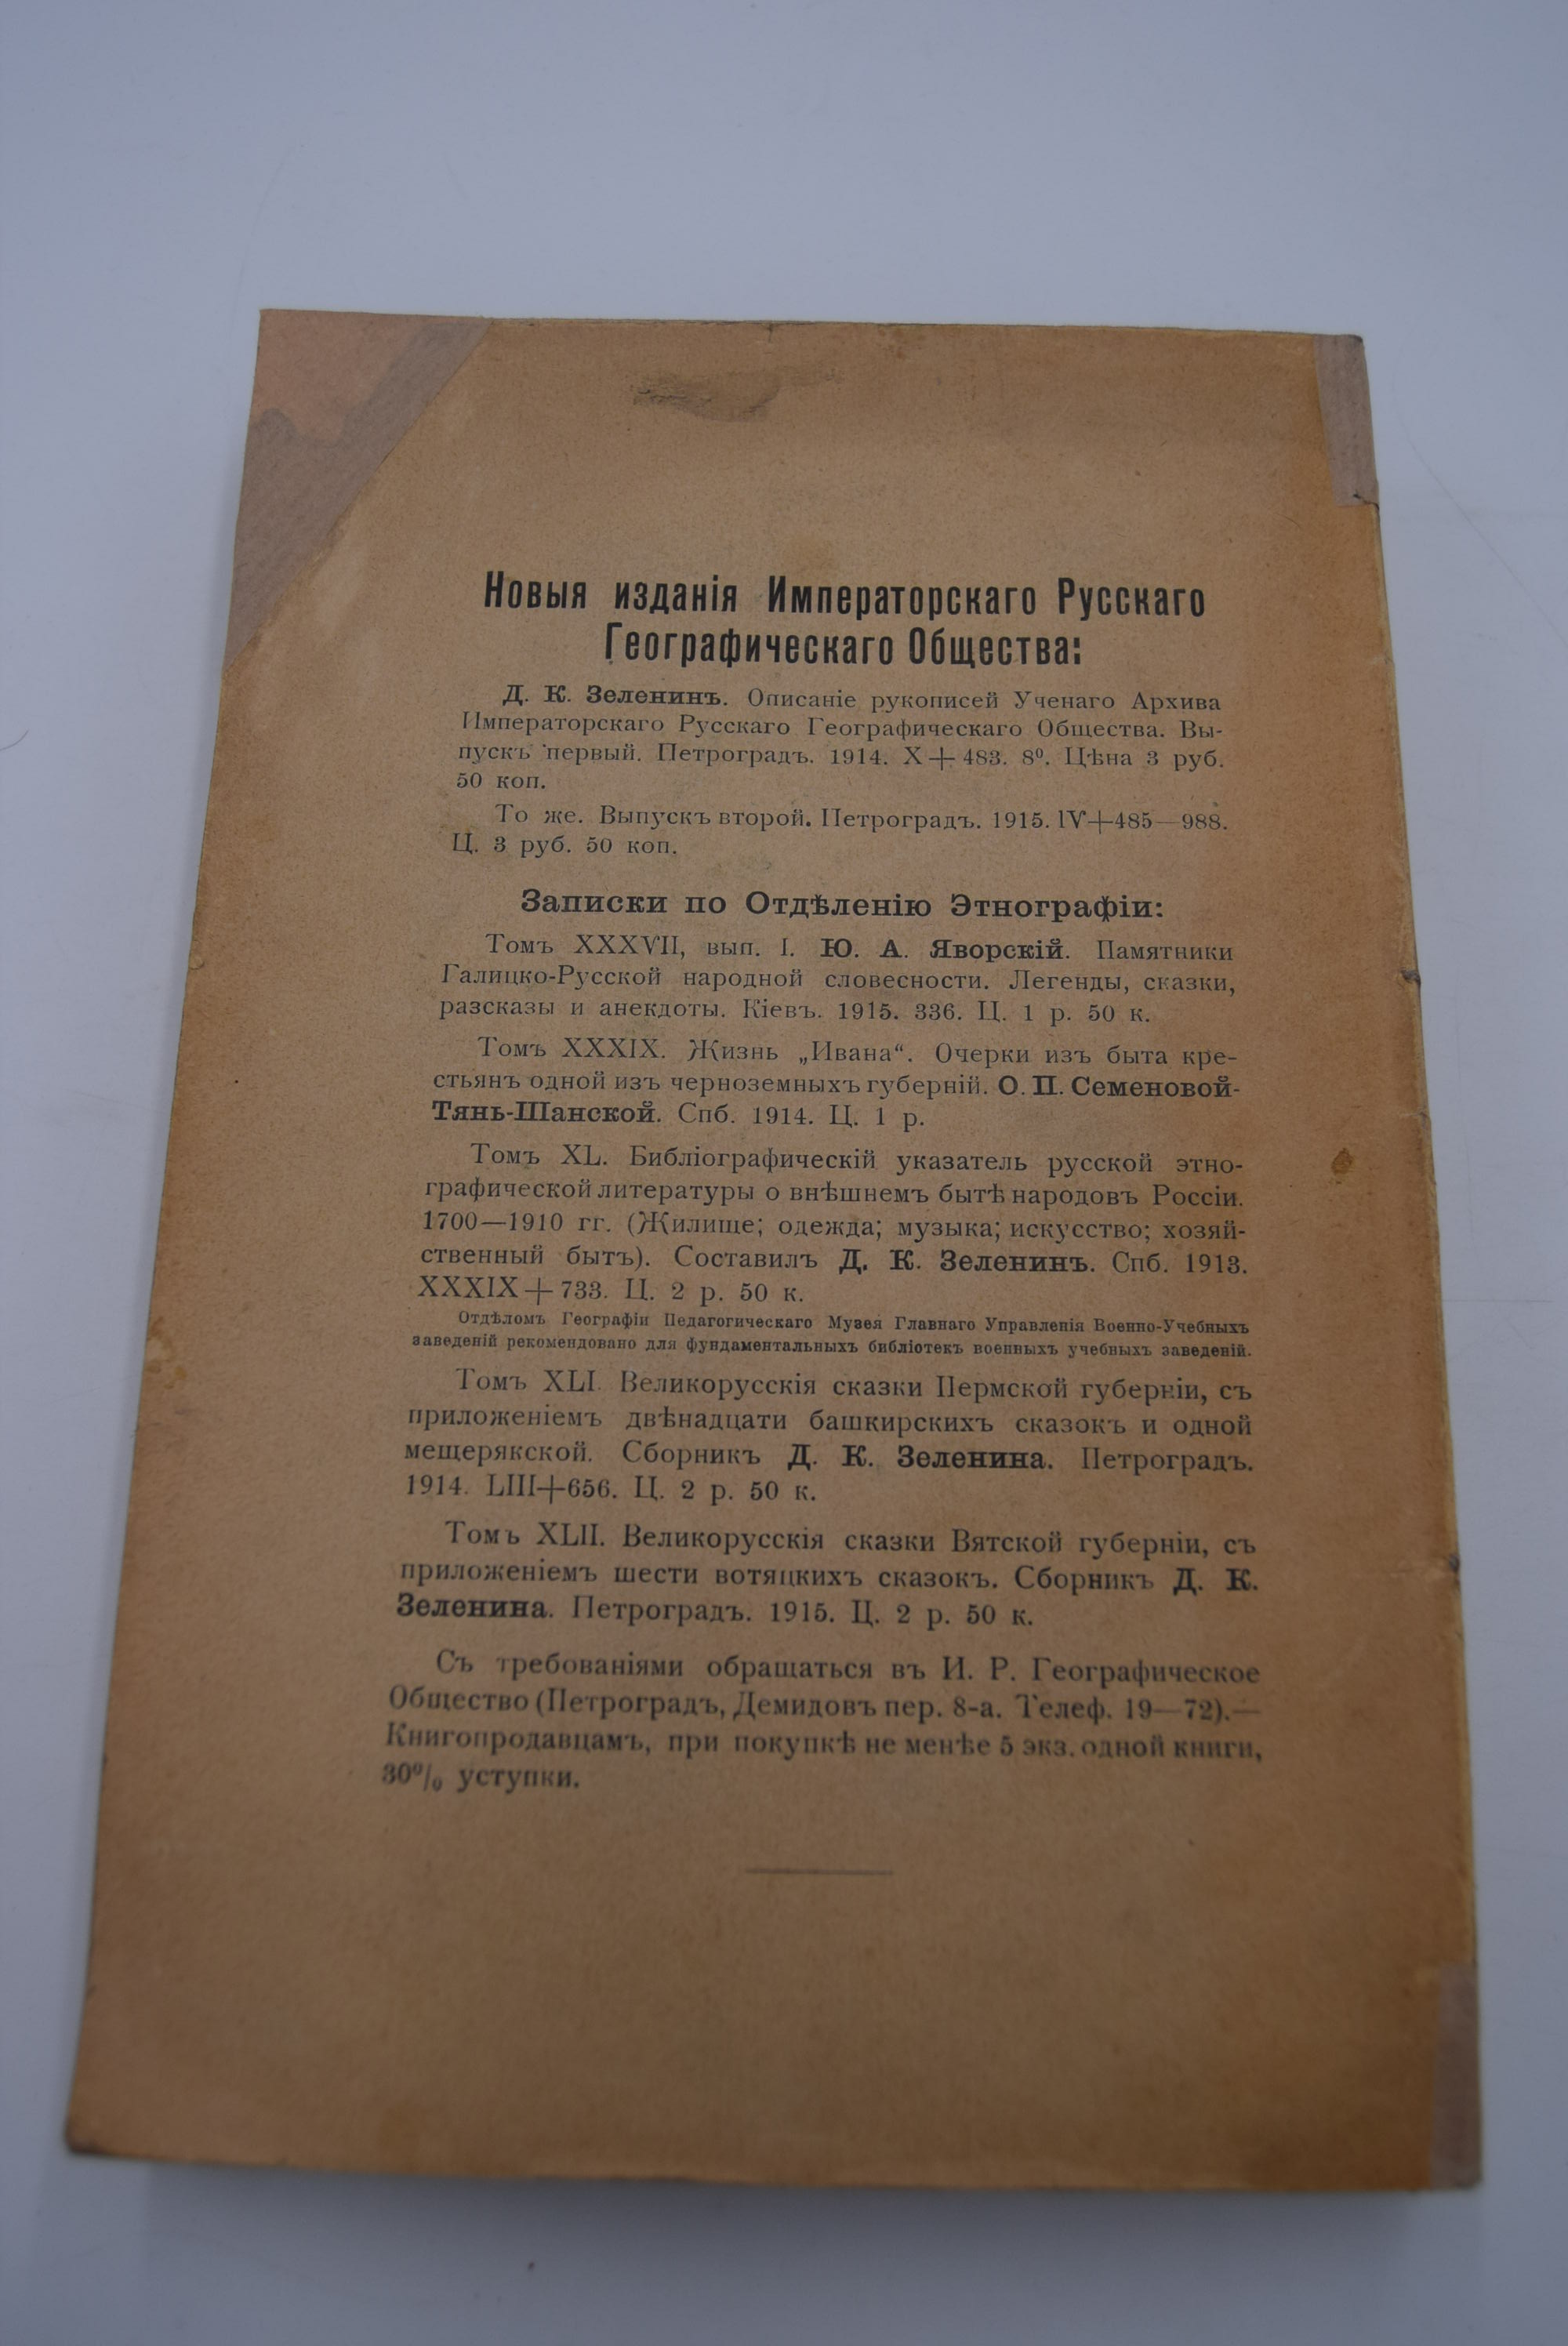 Новыя изданія Императорскаго Русскаго
Географическаго Общества:
Д. К. Зеленинъ. Описаніе рукописей Ученаго Архива
Императорскаго Русскаго Географическаго Общества. Вы-
пускъ первый. Петроградъ. 1914. X+483. 8⁰. Цѣна 3 руб.
50 коп.
То же. Выпускъ второй. Петроградъ. 1915. IV+485—988.
Ц. 3 руб. 50 коп.
Записки по Отдѣленію Этнографіи:
Томъ XXXVII, вып. I. Ю. А. Яворскій. Памятники
Галицко-Русской народной словесности. Легенды, сказки,
разсказы и анекдоты. Кіевъ. 1915. 336. Ц. 1 р. 50 к.
Томъ XXXIX. Жизнь „Ивана“. Очерки изъ быта кре-
стьянъ одной изъ черноземныхъ губерній. О. П. Семеновой-
Тянь-Шанской. Спб. 1914. Ц. 1 р.
Томъ XL. Библіографическій указатель русской этно-
графической литературы о внѣшнемъ бытѣ народовъ Россіи.
1700—1910 гг. (Жилище; одежда; музыка; искусство; хозяй-
ственный бытъ). Составилъ Д. К. Зеленинъ. Спб. 1913.
XXXIX+733. Ц. 2 р. 50 к.
Отдѣломъ Географіи Педагогическаго Музея Главнаго Управленія Военно-Учебныхъ
заведеній рекомендовано для фундаментальныхъ библіотекъ военныхъ учебныхъ заведеній.
Томъ XLI. Великорусскія сказки Пермской губерніи, съ
приложеніемъ двѣнадцати башкирскихъ сказокъ и одной
мещерякской. Сборникъ Д. К. Зеленина. Петроградъ.
1914. LIII+656. Ц. 2 р. 50 к.
Томъ XLII. Великорусскія сказки Вятской губерніи, съ
приложеніемъ шести вотяцкихъ сказокъ. Сборникъ Д. К.
Зеленина. Петроградъ. 1915. Ц. 2 р. 50 к.
Съ требованіями обращаться въ И. Р. Географическое
Общество (Петроградъ, Демидовъ пер. 8-а. Телеф. 19—72).—
Книгопродавцамъ, при покупкѣ не менѣе 5 экз. одной книги,
30% уступки.